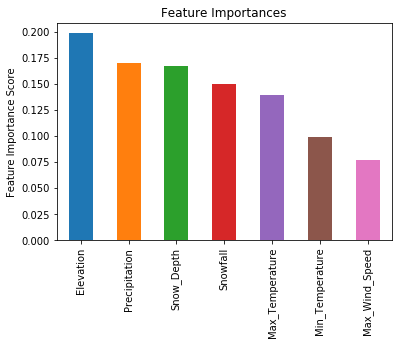 Feature Importances
Feature Importance Score
0.200
0.175
0.150
0.125
0.100
0.075
0.050
0.025
0.000
Elevation
Precipitation
Snow_Depth
Snowfall
Max_Temperature
Min_Temperature
Max_Wind_Speed